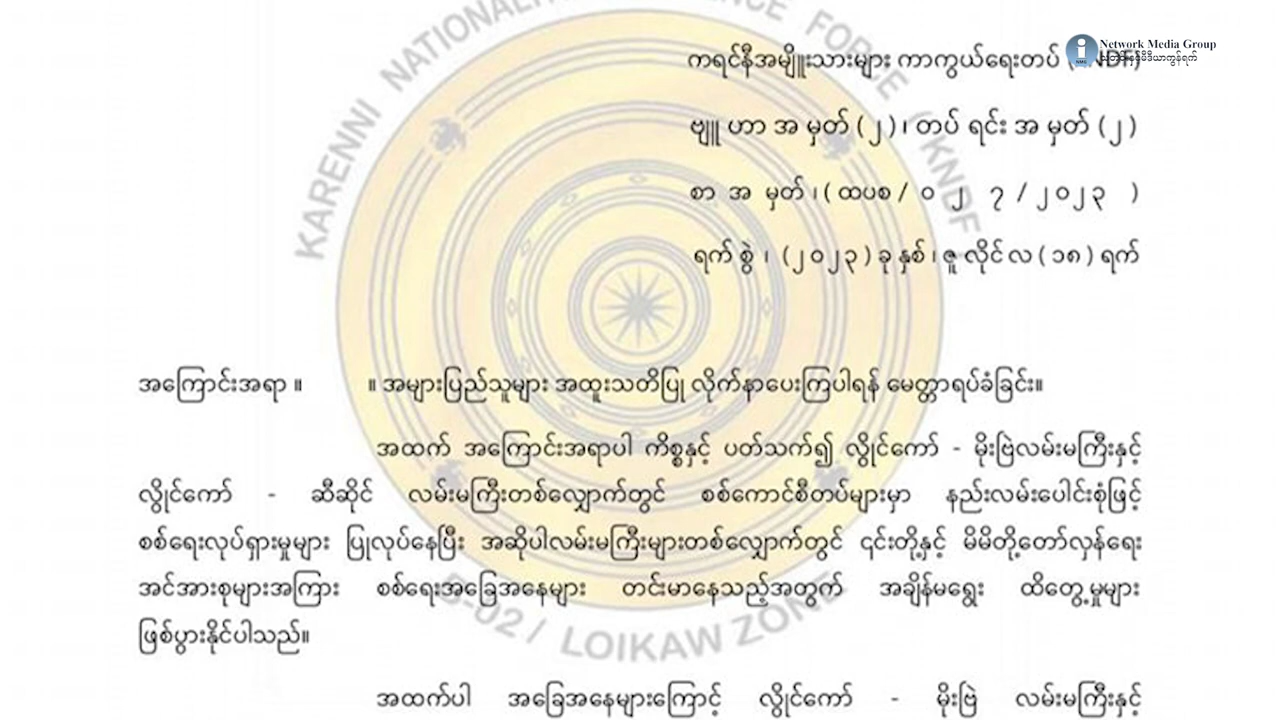 Network Media Group
KARENNI NATIONALITIES DEFENCE FORCE (KNDF
ကရင်နီအမျိုးသားများ ကာကွယ်ရေးတပ် (KNDF)
ဗျူ ဟာ အ မှတ် ( ၂ ) ၊ တပ် ရင်း အ မှတ် ( ၂ )
စာ အ မှတ် ၊ ( ထပစ / ၀ ၂ ၇ / ၂၀၂၃ )
ရက် စွဲ ၊ (၂၀၂၃ ) ခု နှစ် ၊ ဇူ လိုင် လ ( ၁၈ ) ရက်
အကြောင်းအရာ ။ ။ အများပြည်သူများ အထူးသတိပြု လိုက်နာပေးကြပါရန် မေတ္တာရပ်ခံခြင်း။
အထက် အကြောင်းအရာပါ ကိစ္စနှင့် ပတ်သက်၍ လွိုင်ကော် - မိုးဗြဲလမ်းမကြီးနှင့်
လွိုင်ကော် - ဆီဆိုင် လမ်းမကြီးတစ်လျှောက်တွင် စစ်ကောင်စီတပ်များမှာ နည်းလမ်းပေါင်းစုံဖြင့်
စစ်ရေးလုပ်ရှားမှုများ ပြုလုပ်နေပြီး အဆိုပါလမ်းမကြီးများတစ်လျှောက်တွင် ၎င်းတို့နှင့် မိမိတို့တော်လှန်ရေး
အင်အားစုများအကြား စစ်ရေးအခြေအနေများ တင်းမာနေသည့်အတွက် အချိန်မရွေး ထိတွေ့မှုများ
ဖြစ်ပွားနိုင်ပါသည်။
B-02 / LOIKAW ZONE
အထက်ပါ အခြေအနေများကြောင့် လွိုင်ကော် - မိုးဗြဲ လမ်းမကြီးနှင့်